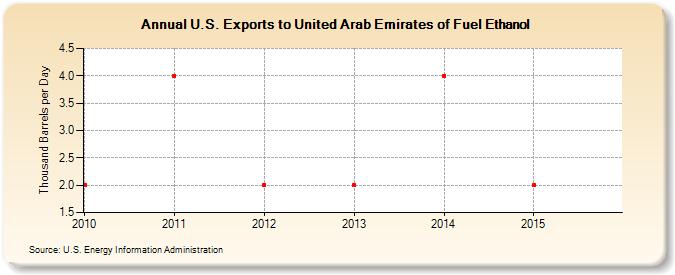 Annual U.S. Exports to United Arab Emirates of Fuel Ethanol
Thousand Barrels per Day
4.5
4.0
3.5
3.0
2.5
2.0
1.5
2010 2011 2012 2013 2014 2015
Source: U.S. Energy Information Administration